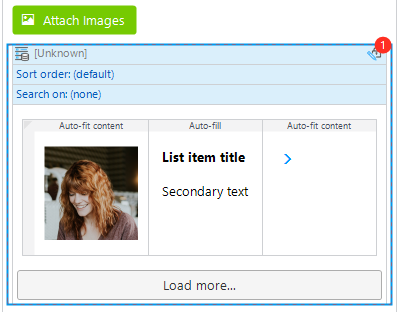 Attach Images
[Unknown]
1
Sort order: (default)
Search on: (none)
Auto-fit content
Auto-fill
Auto-fit content
List item title
Secondary text
Load more...